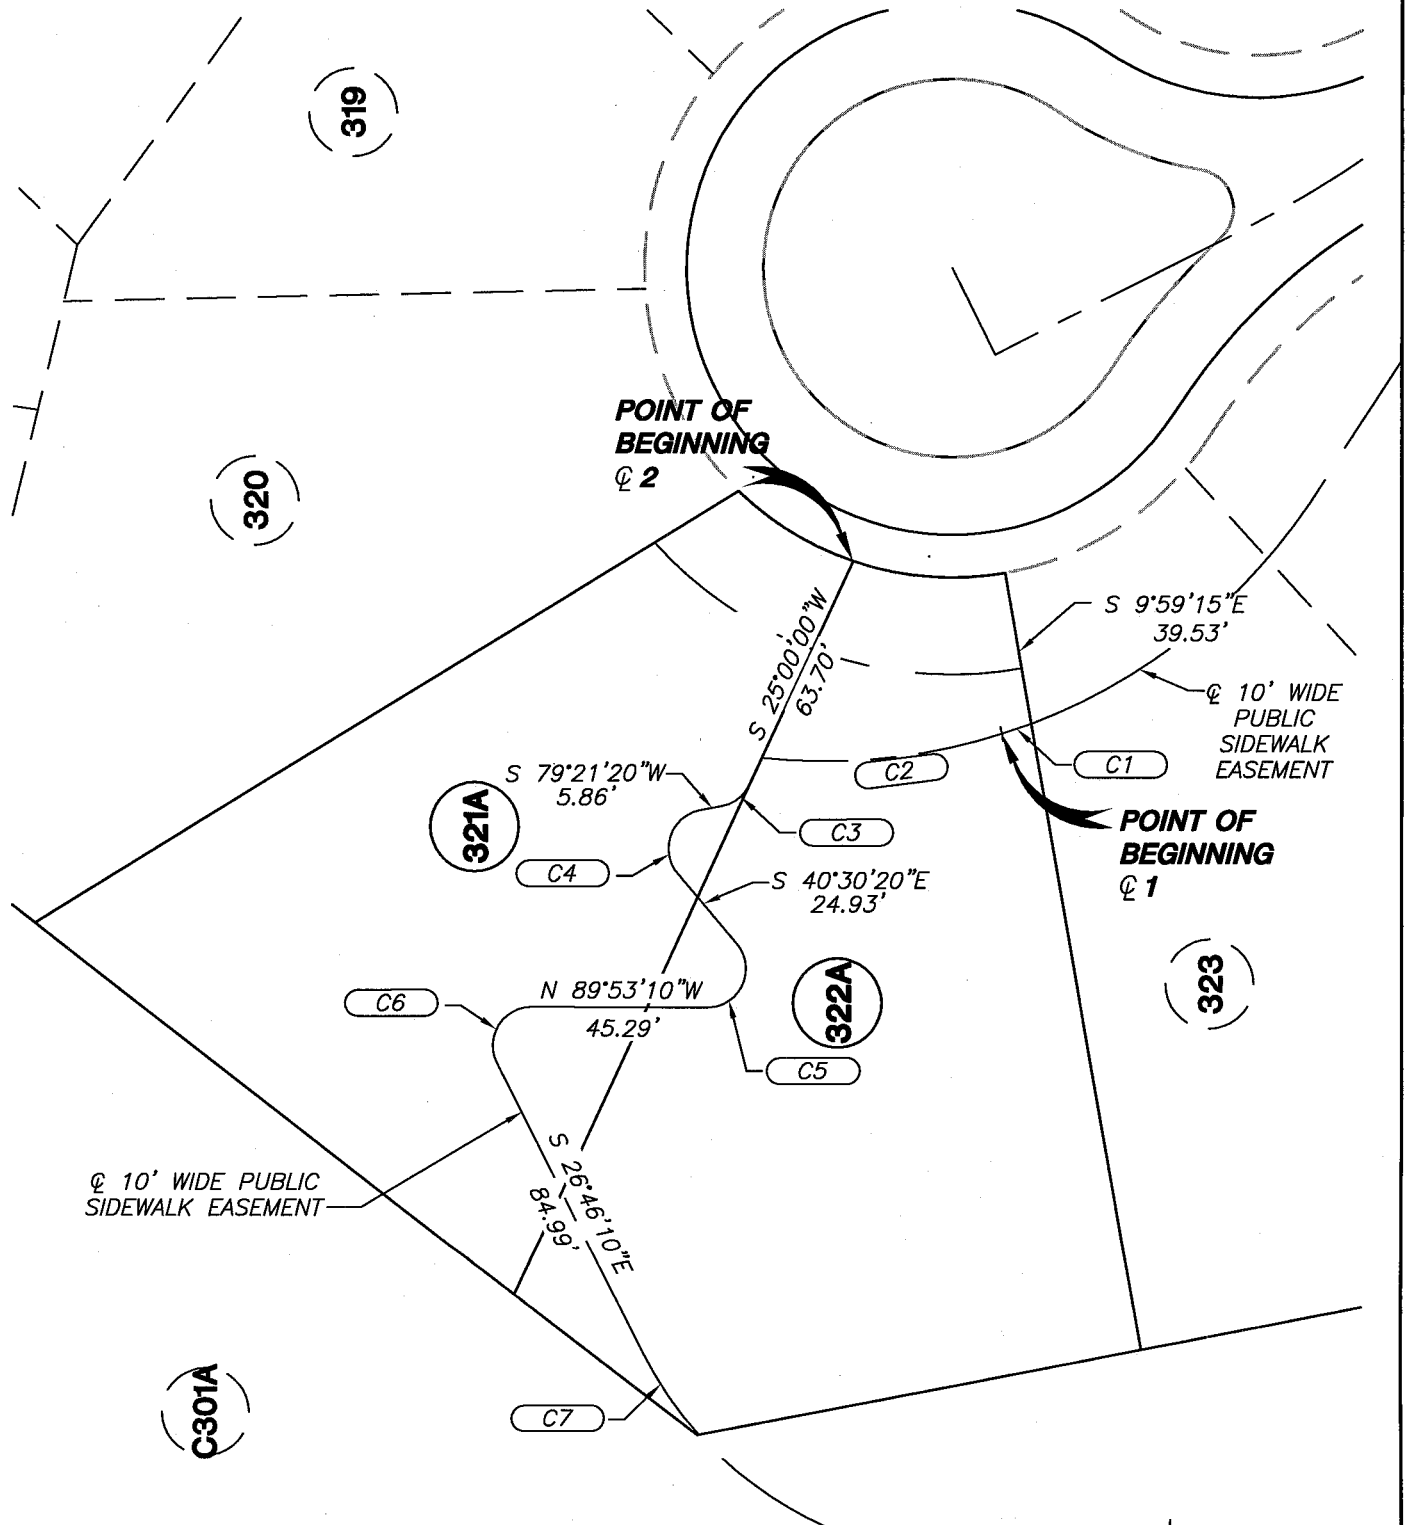 319
POINT OF
BEGINNING
℄ 2
320
S 9°59'15"E
39.53'
S 25°00'00"W
63.70'
℄ 10' WIDE
PUBLIC
SIDEWALK
EASEMENT
C1
C2
S 79°21'20"W
5.86'
321A
C3
POINT OF
BEGINNING
℄ 1
C4
S 40°30'20"E
24.93'
323
322A
N 89°53'10"W
45.29'
C6
C5
℄ 10' WIDE PUBLIC
SIDEWALK EASEMENT
S 26°46'10"E
84.99'
C301A
C7